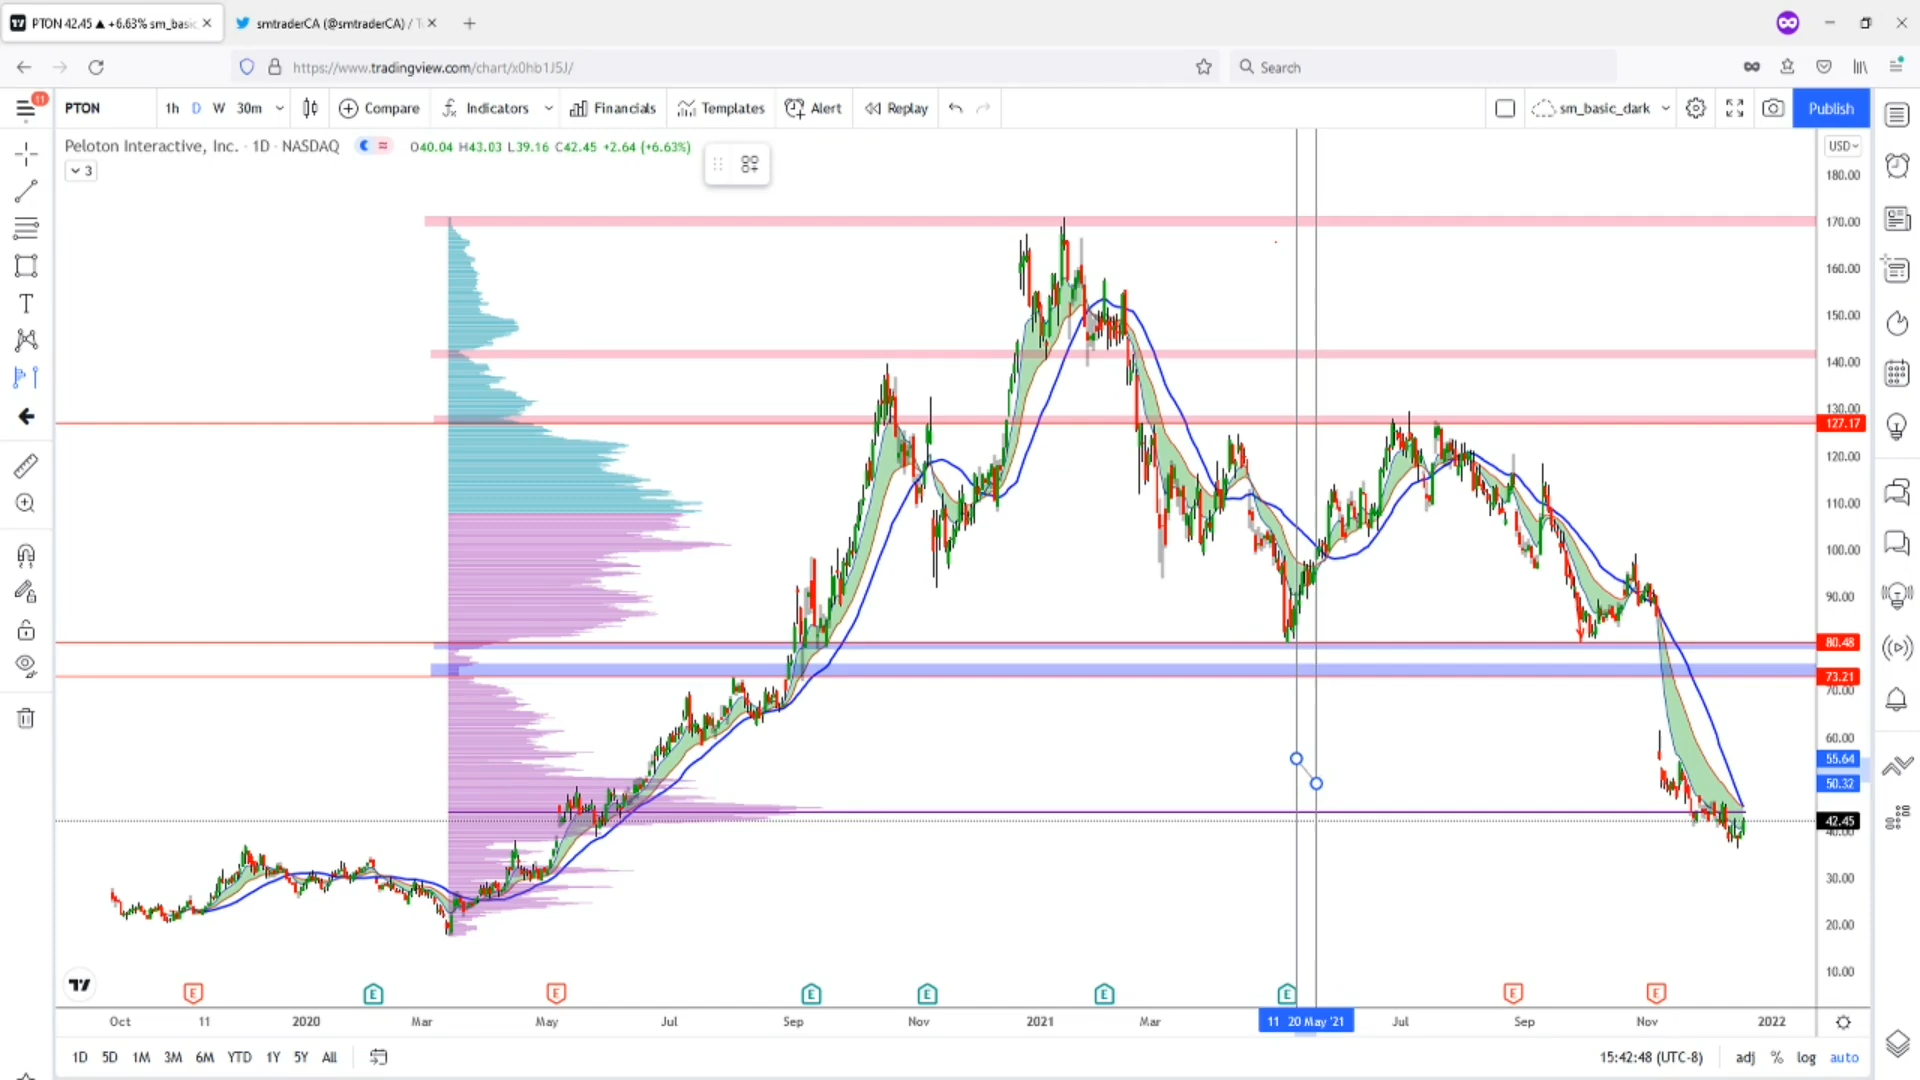 PTON 42.45 ▲ +6.63% sm_basic
smtraderCA (@smtraderCA) / T
https://www.tradingview.com/chart/x0hb1J5J/
Search
11
PTON
1h D W 30m
Compare
Indicators
Financials
Templates
Alert
Replay
sm_basic_dark
Publish
Peloton Interactive, Inc. · 1D · NASDAQ
O40.04 H43.03 L39.16 C42.45 +2.64 (+6.63%)
3
USD
180.00
170.00
160.00
150.00
140.00
130.00
127.17
120.00
110.00
100.00
90.00
80.48
73.21
70.00
60.00
55.64
50.32
42.45
40.00
30.00
20.00
10.00
E E E E E E E E E
Oct 11 2020 Mar May Jul Sep Nov 2021 Mar 11 20 May '21 Jul Sep Nov 2022
1D 5D 1M 3M 6M YTD 1Y 5Y All
15:42:48 (UTC-8) adj % log auto